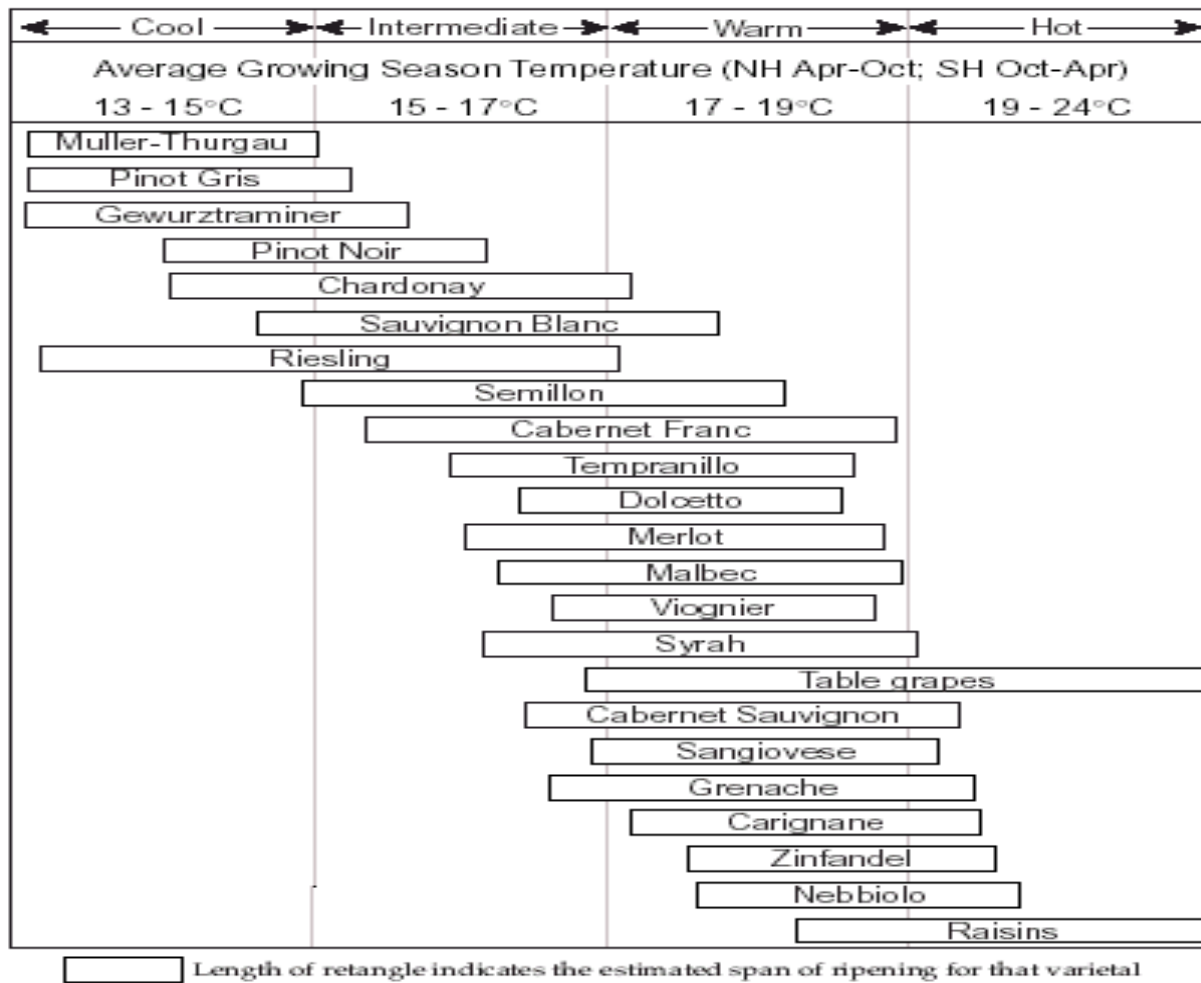 Cool Intermediate Warm Hot
Average Growing Season Temperature (NH Apr-Oct; SH Oct-Apr)
13 - 15°C 15 - 17°C 17 - 19°C 19 - 24°C
Muller-Thurgau
Pinot Gris
Gewurztraminer
Pinot Noir
Chardonay
Sauvignon Blanc
Riesling
Semillon
Cabernet Franc
Tempranillo
Dolcetto
Merlot
Malbec
Viognier
Syrah
Table grapes
Cabernet Sauvignon
Sangiovese
Grenache
Carignane
Zinfandel
Nebbiolo
Raisins
Length of retangle indicates the estimated span of ripening for that varietal